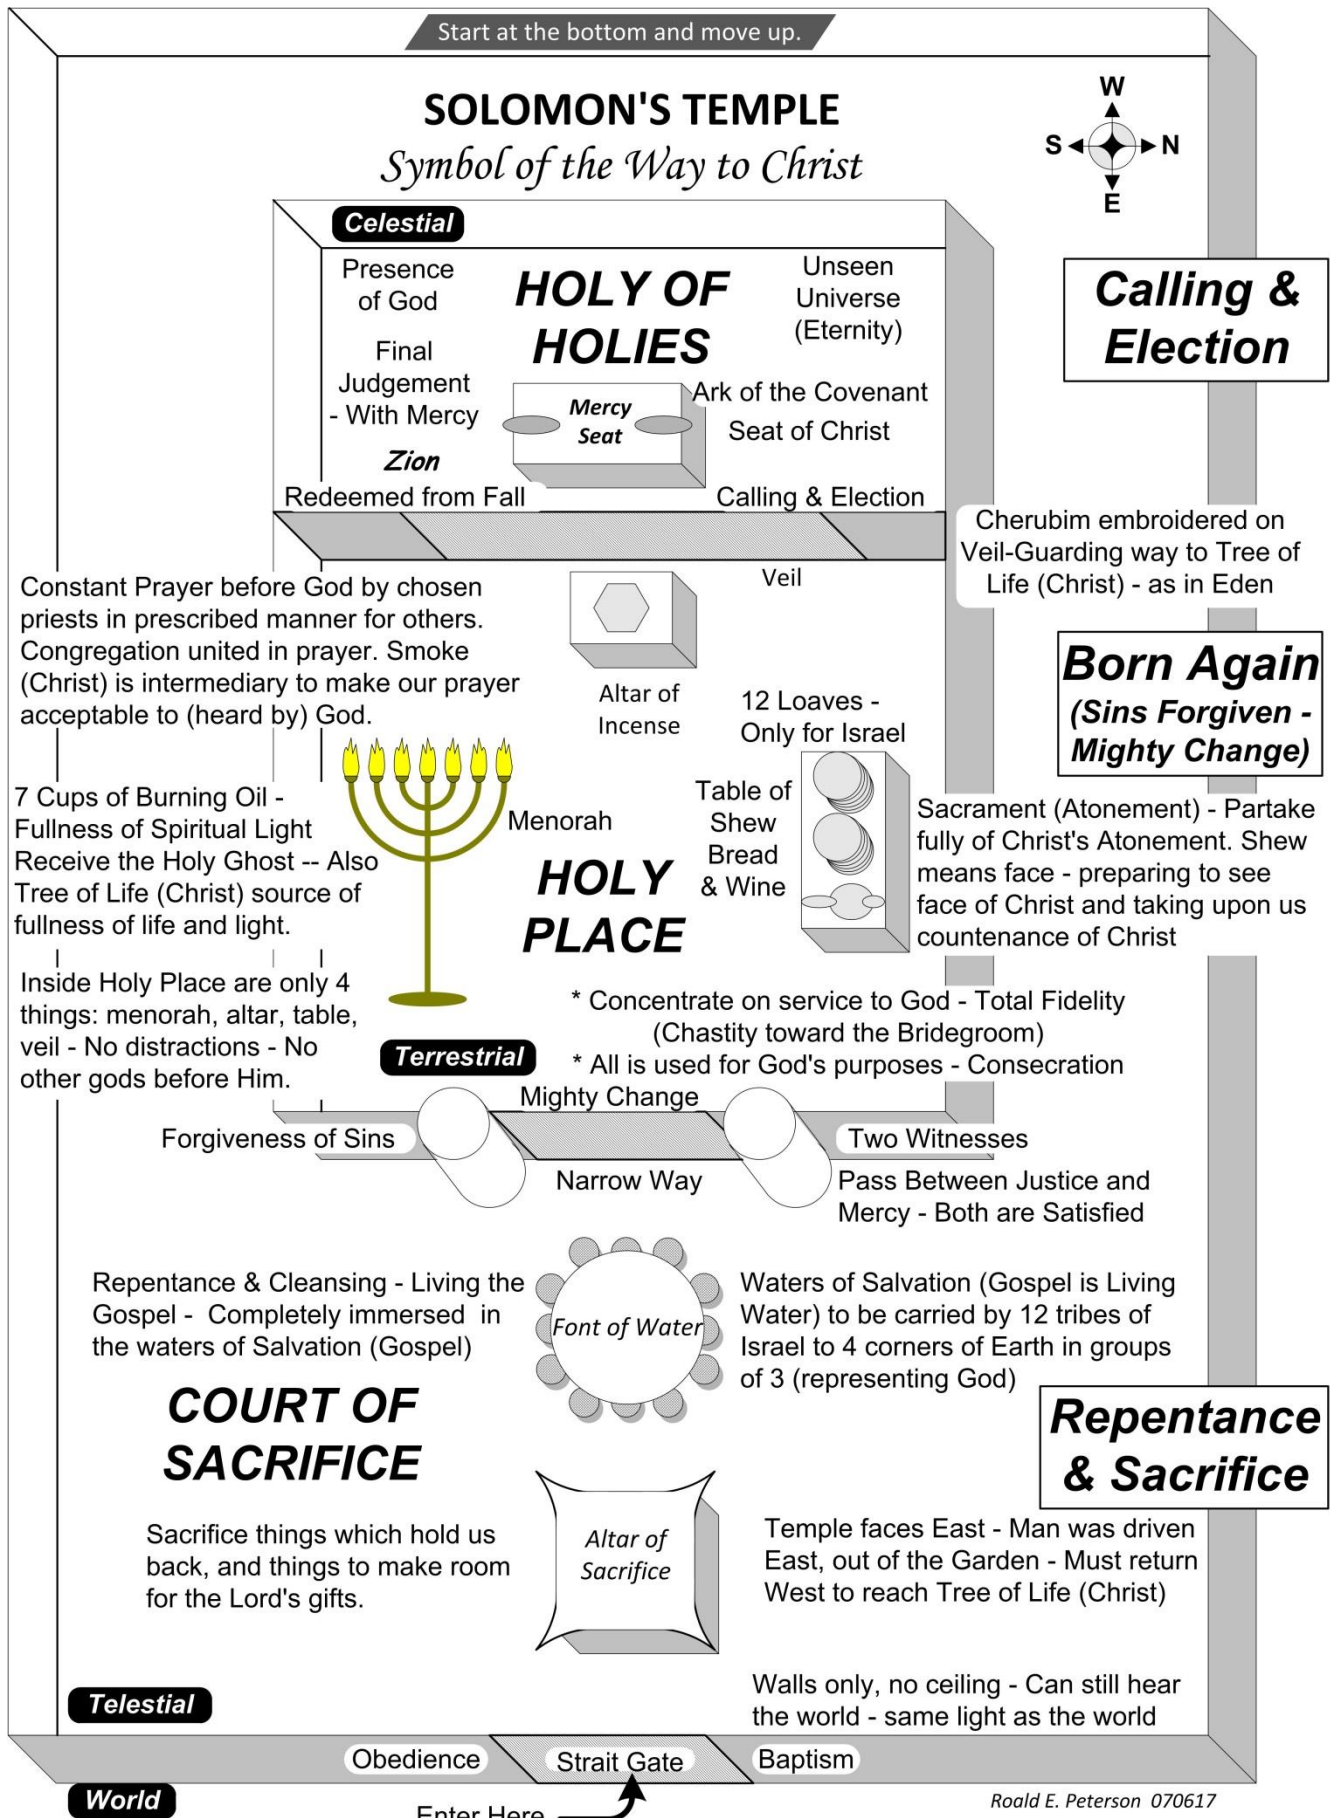 Start at the bottom and move up.
SOLOMON'S TEMPLE
Symbol of the Way to Christ
W
S
N
E
Celestial
Presence
of God
Final
Judgement
- With Mercy
Zion
HOLY OF
HOLIES
Unseen
Universe
(Eternity)
Mercy
Seat
Ark of the Covenant
Seat of Christ
Redeemed from Fall
Calling & Election
Calling &
Election
Veil
Cherubim embroidered on
Veil-Guarding way to Tree of
Life (Christ) - as in Eden
Constant Prayer before God by chosen
priests in prescribed manner for others.
Congregation united in prayer. Smoke
(Christ) is intermediary to make our prayer
acceptable to (heard by) God.
Altar of
Incense
Born Again
(Sins Forgiven -
Mighty Change)
12 Loaves -
Only for Israel
7 Cups of Burning Oil -
Fullness of Spiritual Light
Receive the Holy Ghost -- Also
Tree of Life (Christ) source of
fullness of life and light.
Menorah
Table of
Shew
Bread
& Wine
Sacrament (Atonement) - Partake
fully of Christ's Atonement. Shew
means face - preparing to see
face of Christ and taking upon us
countenance of Christ
HOLY
PLACE
Inside Holy Place are only 4
things: menorah, altar, table,
veil - No distractions - No
other gods before Him.
* Concentrate on service to God - Total Fidelity
(Chastity toward the Bridegroom)
* All is used for God's purposes - Consecration
Terrestrial
Mighty Change
Forgiveness of Sins
Two Witnesses
Narrow Way
Pass Between Justice and
Mercy - Both are Satisfied
Repentance & Cleansing - Living the
Gospel - Completely immersed in
the waters of Salvation (Gospel)
Font of Water
Waters of Salvation (Gospel is Living
Water) to be carried by 12 tribes of
Israel to 4 corners of Earth in groups
of 3 (representing God)
COURT OF
SACRIFICE
Repentance
& Sacrifice
Sacrifice things which hold us
back, and things to make room
for the Lord's gifts.
Altar of
Sacrifice
Temple faces East - Man was driven
East, out of the Garden - Must return
West to reach Tree of Life (Christ)
Walls only, no ceiling - Can still hear
the world - same light as the world
Telestial
Obedience
Strait Gate
Baptism
World
Enter Here
Roald E. Peterson 070617